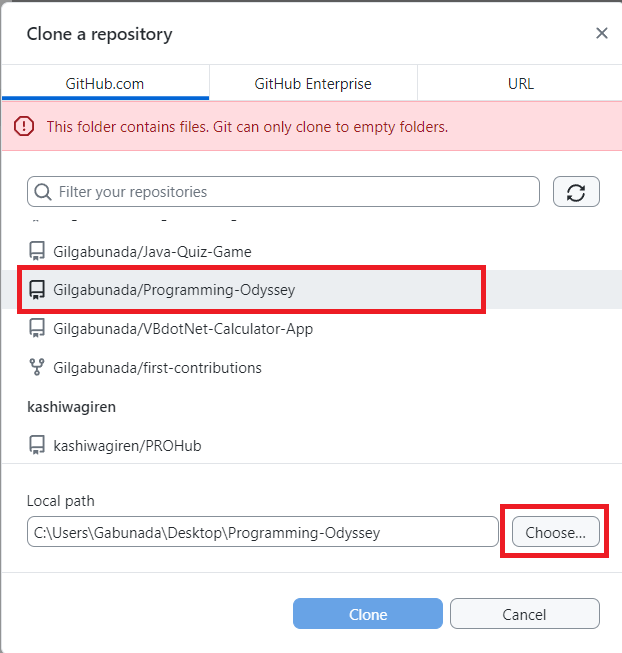 Clone a repository
GitHub.com GitHub Enterprise URL
This folder contains files. Git can only clone to empty folders.
Filter your repositories
Gilgabunada/Java-Quiz-Game
Gilgabunada/Programming-Odyssey
Gilgabunada/VBdotNet-Calculator-App
Gilgabunada/first-contributions
kashiwagiren
kashiwagiren/PROHub
Local path
C:\Users\Gabunada\Desktop\Programming-Odyssey
Choose...
Clone Cancel